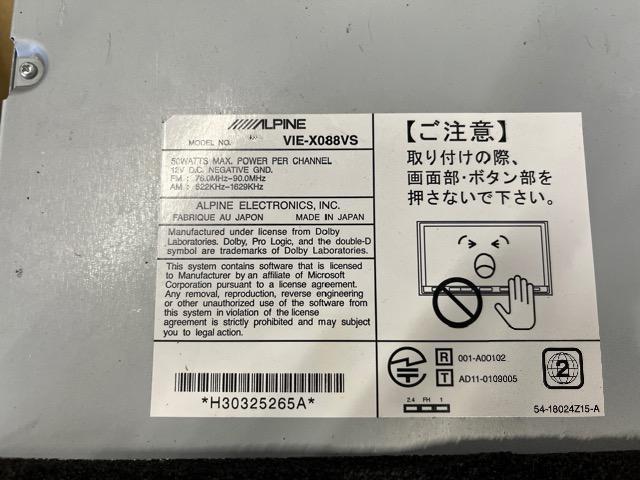 ALPINE
MODEL NO. VIE-X088VS
50WATTS MAX. POWER PER CHANNEL
12V D.C. NEGATIVE GND.
FM : 76.0MHz-90.0MHz
AM : 522KHz-1629KHz
ALPINE ELECTRONICS, INC.
FABRIQUE AU JAPON MADE IN JAPAN
Manufactured under license from Dolby
Laboratories. Dolby, Pro Logic, and the double-D
symbol are trademarks of Dolby Laboratories.
This system contains software that is licensed
to Manufacturer by an affiliate of Microsoft
Corporation pursuant to a license agreement.
Any removal, reproduction, reverse engineering
or other unauthorized use of the software from
this system in violation of the license
agreement is strictly prohibited and may subject
you to legal action.
*H30325265A*
【ご注意】
取り付けの際、
画面部・ボタン部を
押さないで下さい。
R 001-A00102
T AD11-0109005
2.4 FH 1
2
54-18024Z15-A